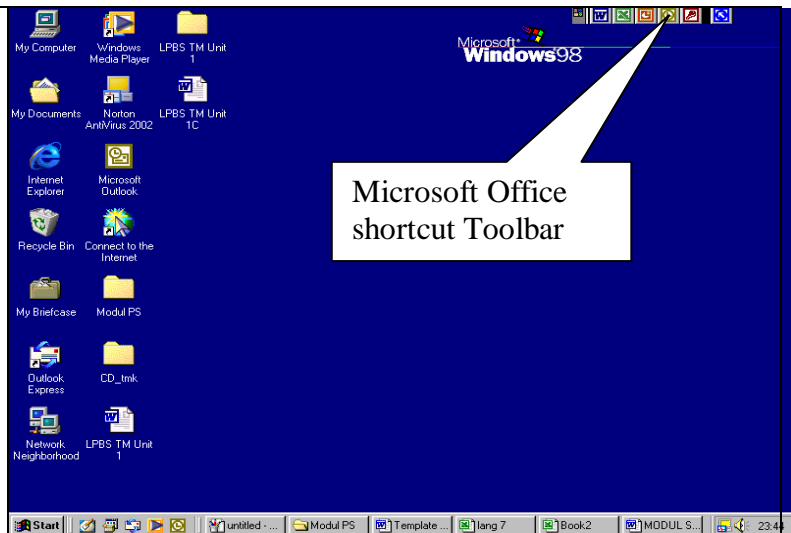 My Computer
Windows
Media Player
LPBS TM Unit
1
Microsoft
Windows98
My Documents
Norton
AntiVirus 2002
LPBS TM Unit
1C
Internet
Explorer
Microsoft
Outlook
Microsoft Office
shortcut Toolbar
Recycle Bin
Connect to the
Internet
My Briefcase
Modul PS
Outlook
Express
CD_tmk
Network
Neighborhood
LPBS TM Unit
1
Start
untitled - ...
Modul PS
Template ...
lang 7
Book2
MODUL S...
23:44